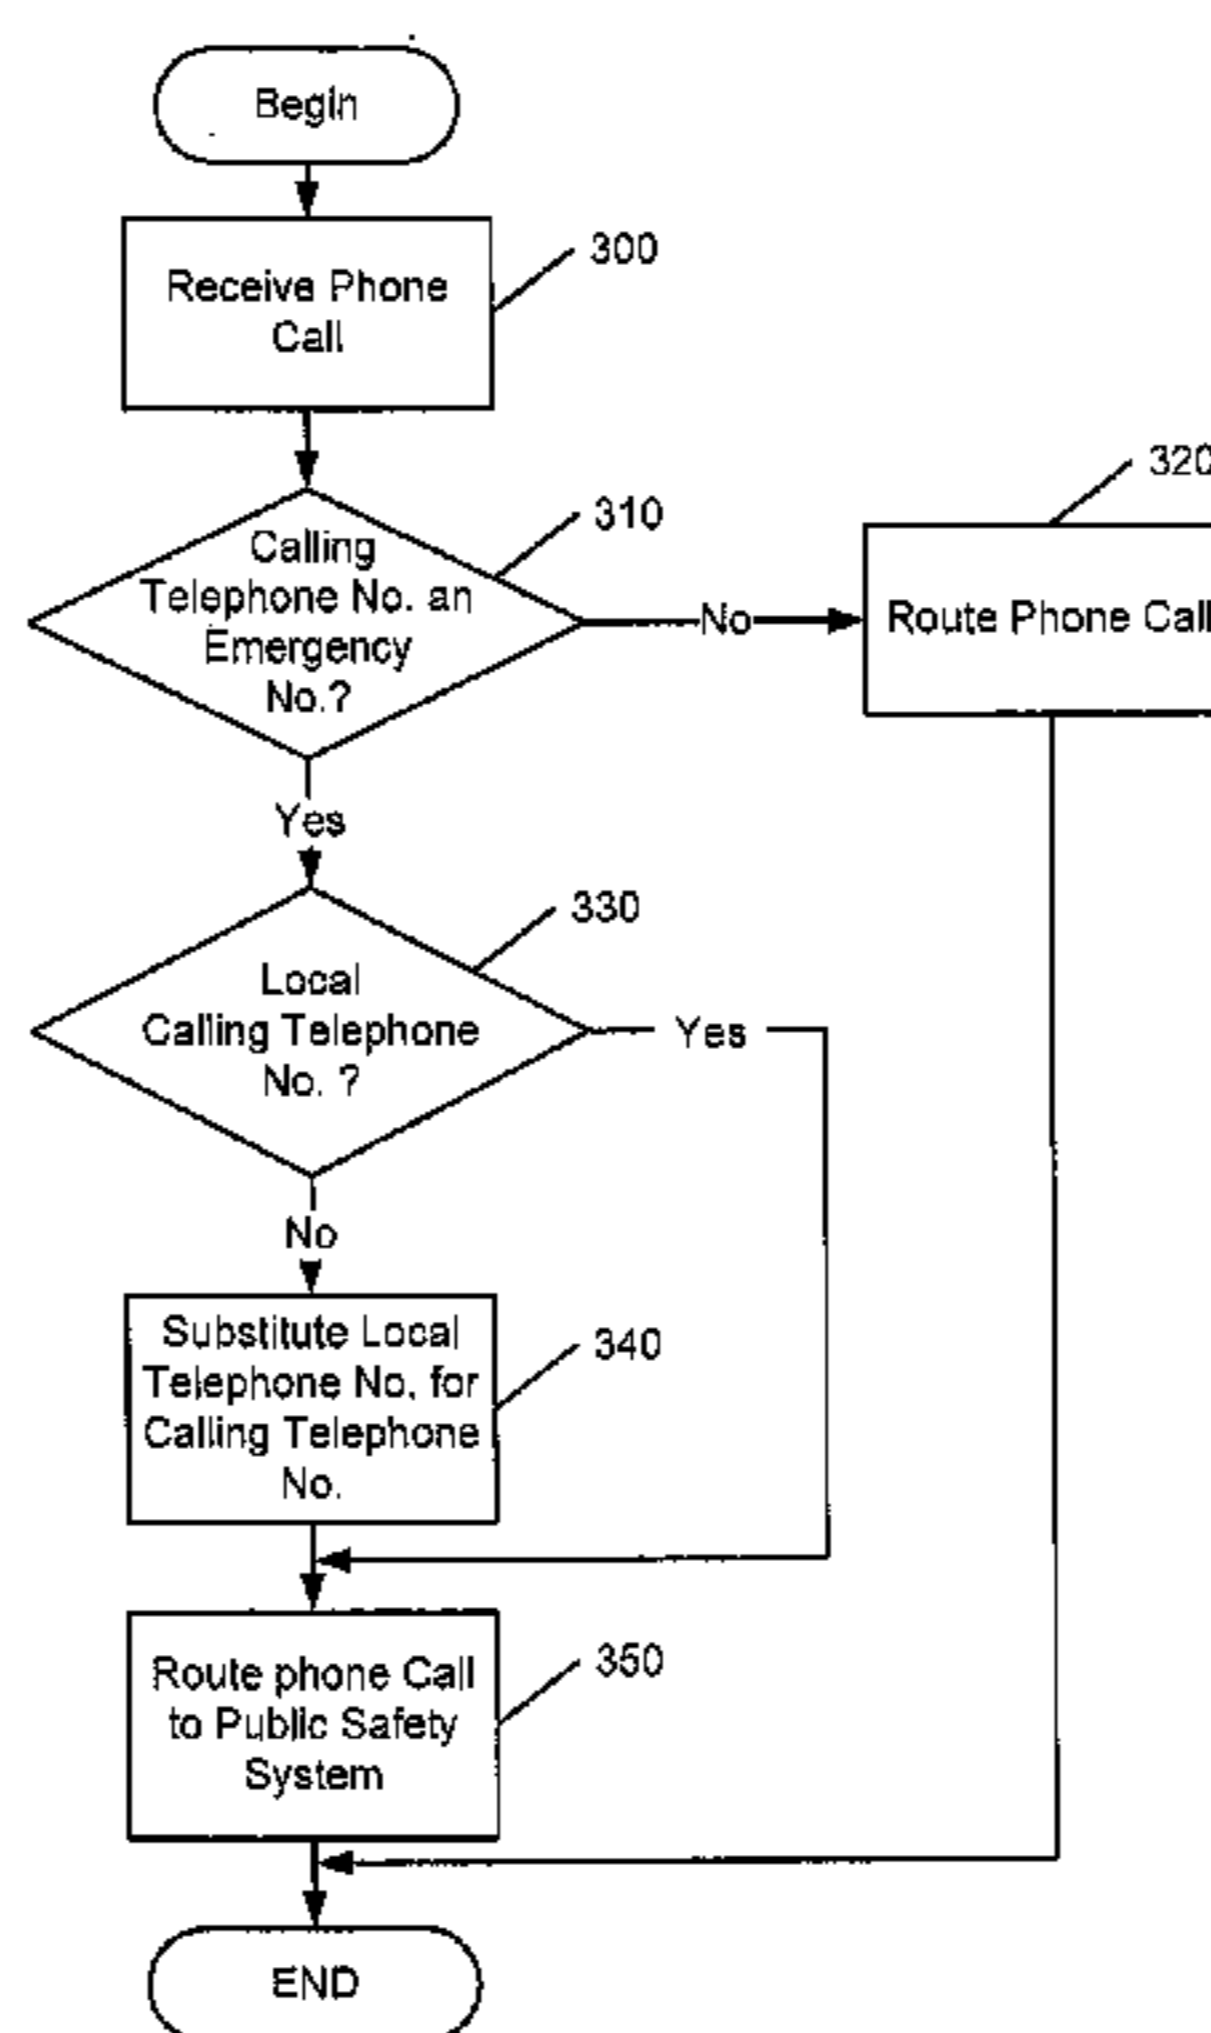 Begin
300
Receive Phone
Call
310
Calling
Telephone No. an
Emergency
No.?
No
320
Route Phone Call
Yes
330
Local
Calling Telephone
No. ?
Yes
No
Substitute Local
Telephone No. for
Calling Telephone
No.
340
Route phone Call
to Public Safety
System
350
END